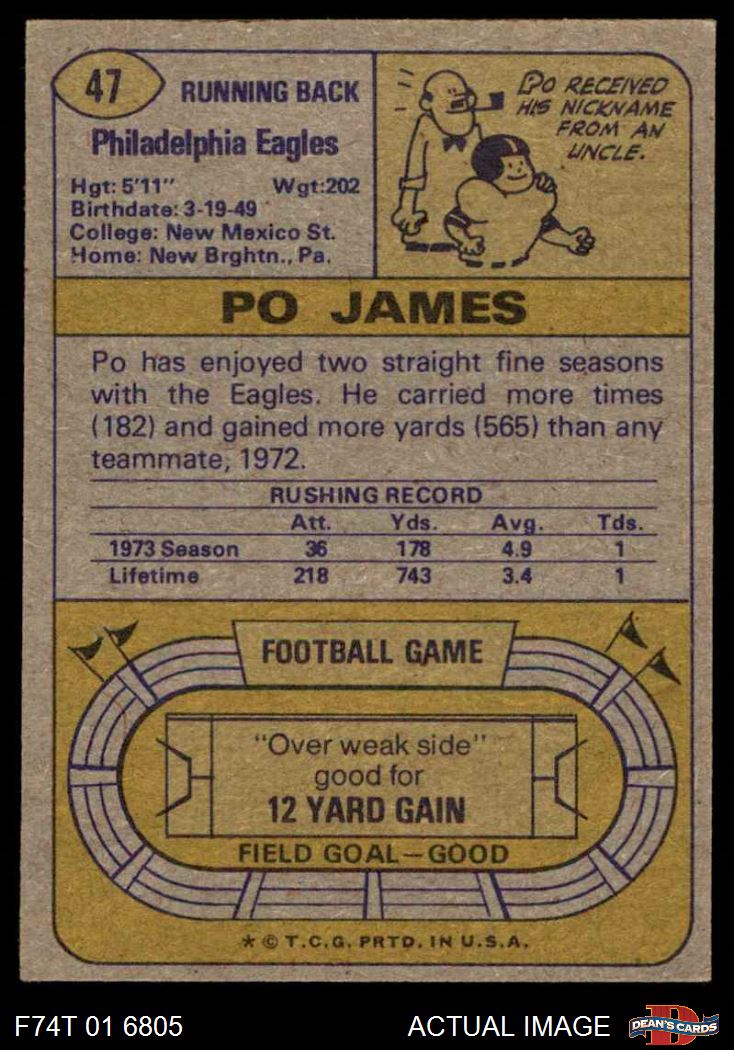 47
RUNNING BACK
Philadelphia Eagles
Hgt: 5'11" Wgt:202
Birthdate: 3-19-49
College: New Mexico St.
Home: New Brghtn., Pa.
PO RECEIVED
HIS NICKNAME
FROM AN
UNCLE.
PO JAMES
Po has enjoyed two straight fine seasons
with the Eagles. He carried more times
(182) and gained more yards (565) than any
teammate, 1972.
RUSHING RECORD
Att. Yds. Avg. Tds.
1973 Season 36 178 4.9 1
Lifetime 218 743 3.4 1
FOOTBALL GAME
"Over weak side"
good for
12 YARD GAIN
FIELD GOAL—GOOD
* © T.C.G. PRTD. IN U.S.A.
F74T 01 6805 ACTUAL IMAGE
D
DEAN'S CARDS